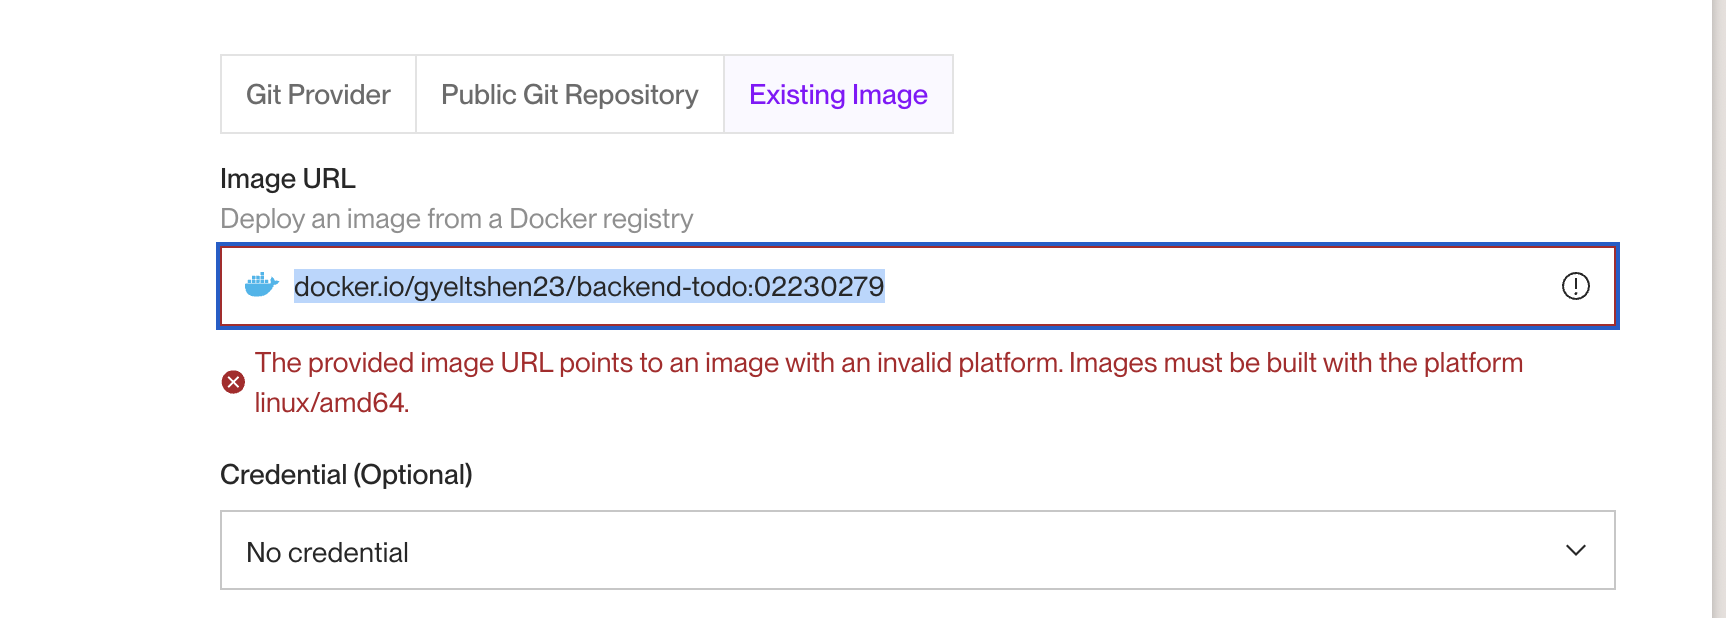 Git Provider
Public Git Repository
Existing Image
Image URL
Deploy an image from a Docker registry
docker.io/gyeltshen23/backend-todo:02230279
The provided image URL points to an image with an invalid platform. Images must be built with the platform
linux/amd64.
Credential (Optional)
No credential